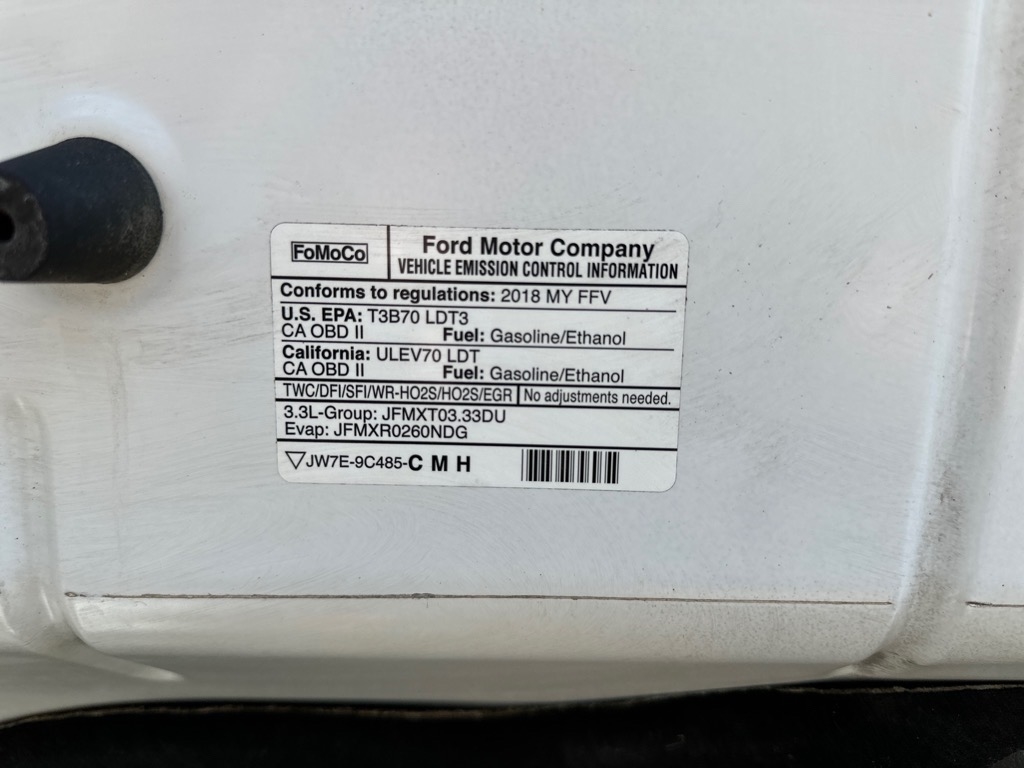 FoMoCo
Ford Motor Company
VEHICLE EMISSION CONTROL INFORMATION
Conforms to regulations: 2018 MY FFV
U.S. EPA: T3B70 LDT3
CA OBD II Fuel: Gasoline/Ethanol
California: ULEV70 LDT
CA OBD II Fuel: Gasoline/Ethanol
TWC/DFI/SFI/WR-HO2S/HO2S/EGR No adjustments needed.
3.3L-Group: JFMXT03.33DU
Evap: JFMXR0260NDG
JW7E-9C485-C M H